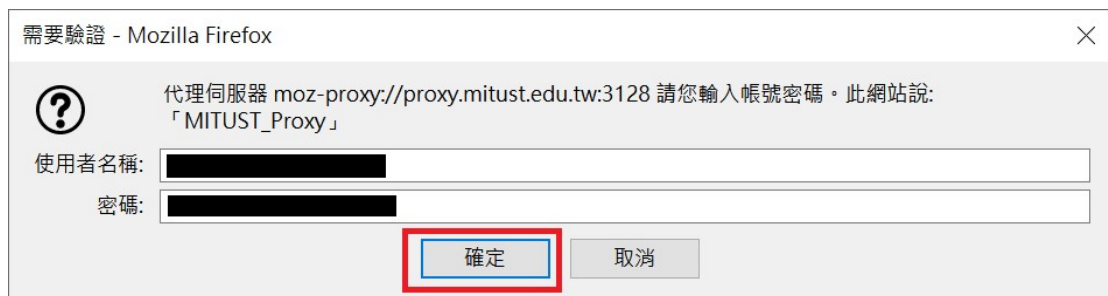 需要驗證 - Mozilla Firefox
代理伺服器 moz-proxy://proxy.mitust.edu.tw:3128 請您輸入帳號密碼。此網站說:
「MITUST_Proxy」
使用者名稱:
密碼:
確定 取消